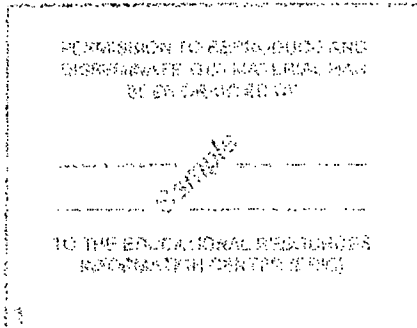 PERMISSION TO REPRODUCE AND
DISSEMINATE THIS MATERIAL HAS
BEEN GRANTED BY
TO THE EDUCATIONAL RESOURCES
INFORMATION CENTER (ERIC)